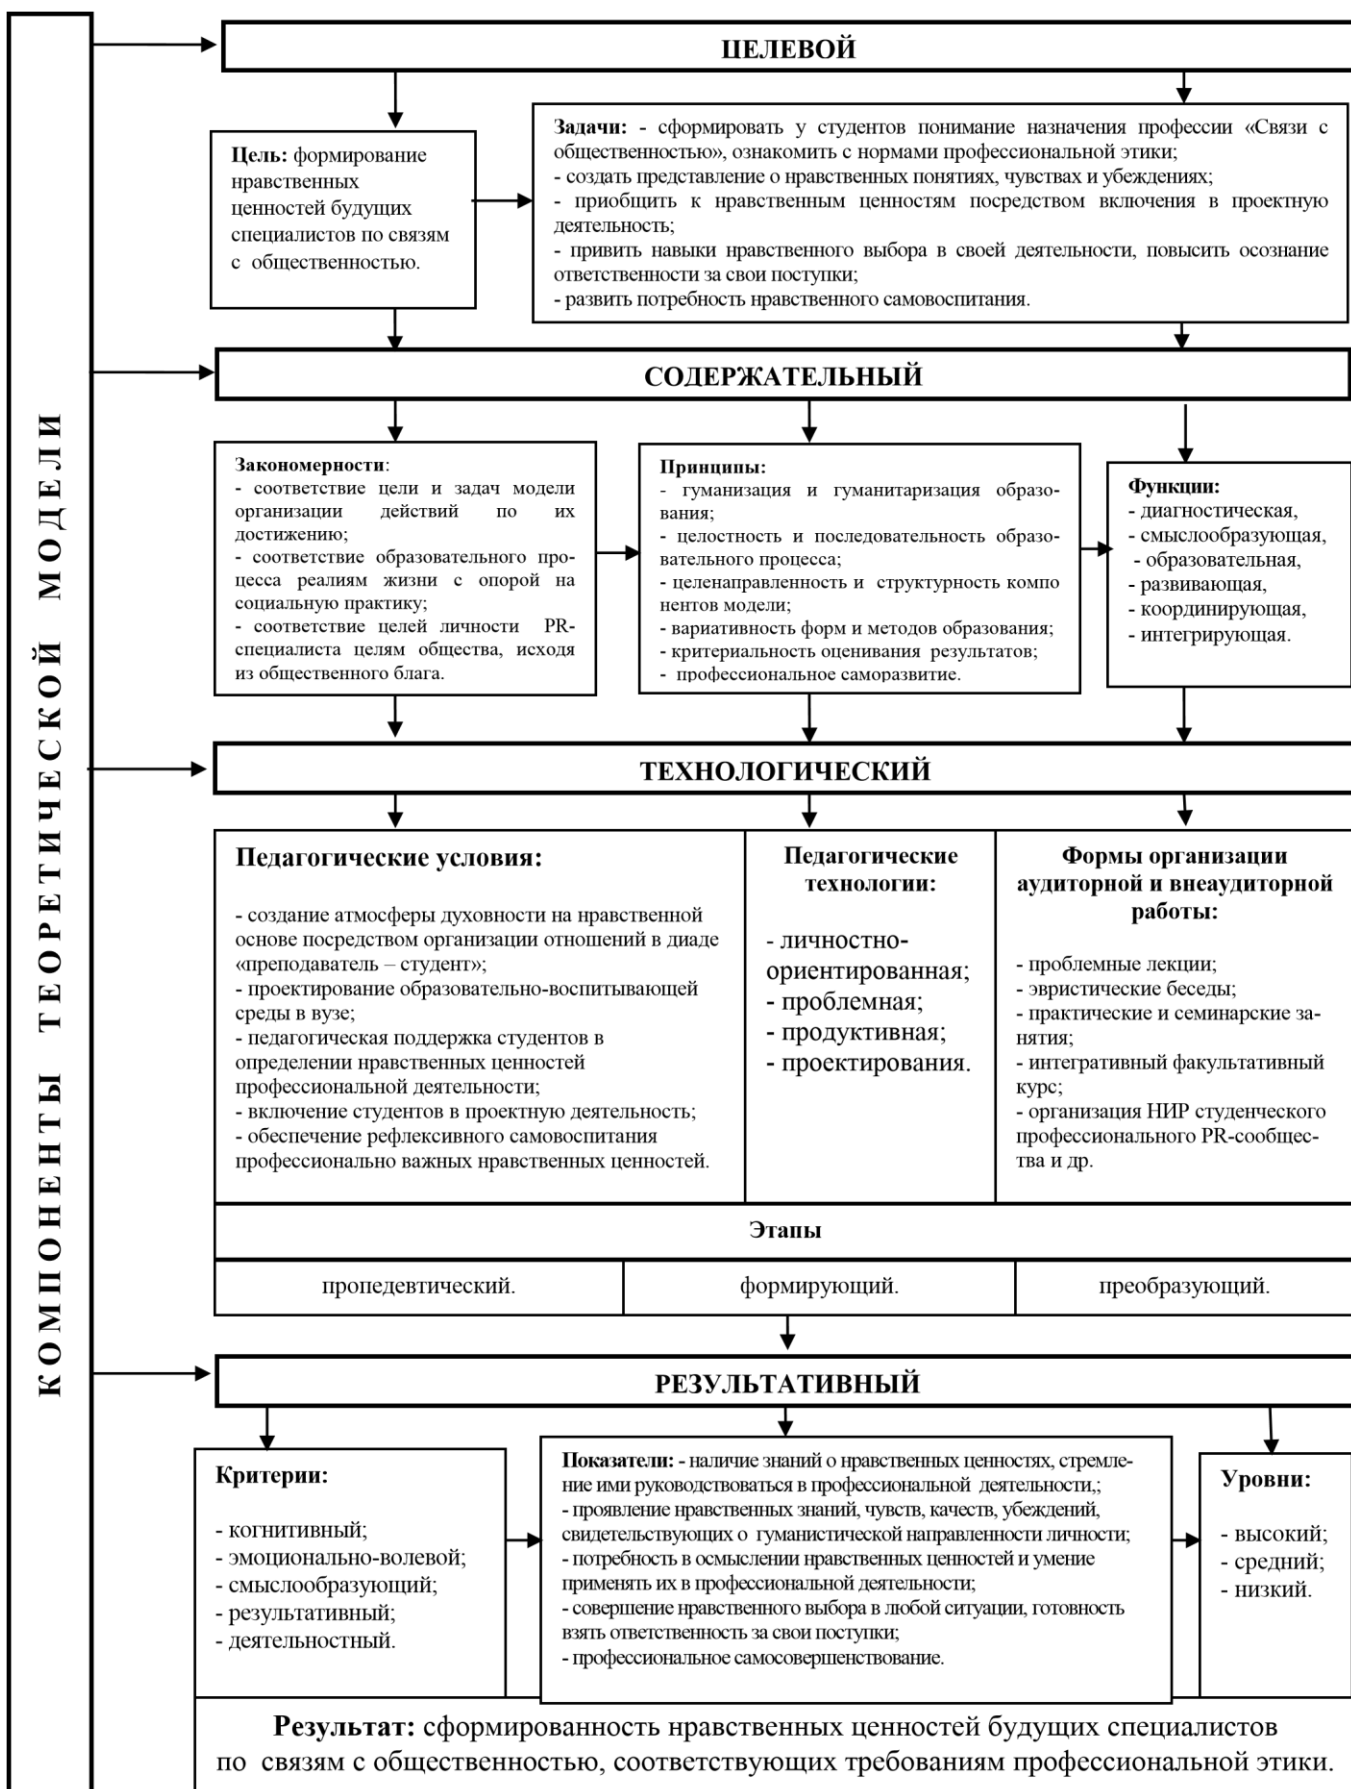 КОМПОНЕНТЫ ТЕОРЕТИЧЕСКОЙ МОДЕЛИ
ЦЕЛЕВОЙ
Цель: формирование
нравственных
ценностей будущих
специалистов по связям
с общественностью.
Задачи: - сформировать у студентов понимание назначения профессии «Связи с
общественностью», ознакомить с нормами профессиональной этики;
- создать представление о нравственных понятиях, чувствах и убеждениях;
- приобщить к нравственным ценностям посредством включения в проектную
деятельность;
- привить навыки нравственного выбора в своей деятельности, повысить осознание
ответственности за свои поступки;
- развить потребность нравственного самовоспитания.
СОДЕРЖАТЕЛЬНЫЙ
Закономерности:
- соответствие цели и задач модели
организации действий по их
достижению;
- соответствие образовательного про-
цесса реалиям жизни с опорой на
социальную практику;
- соответствие целей личности PR-
специалиста целям общества, исходя
из общественного блага.
Принципы:
- гуманизация и гуманитаризация образо-
вания;
- целостность и последовательность образо-
вательного процесса;
- целенаправленность и структурность компо
нентов модели;
- вариативность форм и методов образования;
- критериальность оценивания результатов;
- профессиональное саморазвитие.
Функции:
- диагностическая,
- смыслообразующая,
- образовательная,
- развивающая,
- координирующая,
- интегрирующая.
ТЕХНОЛОГИЧЕСКИЙ
Педагогические условия:
- создание атмосферы духовности на нравственной
основе посредством организации отношений в диаде
«преподаватель – студент»;
- проектирование образовательно-воспитывающей
среды в вузе;
- педагогическая поддержка студентов в
определении нравственных ценностей
профессиональной деятельности;
- включение студентов в проектную деятельность;
- обеспечение рефлексивного самовоспитания
профессионально важных нравственных ценностей.
Педагогические
технологии:
- личностно-
ориентированная;
- проблемная;
- продуктивная;
- проектирования.
Формы организации
аудиторной и внеаудиторной
работы:
- проблемные лекции;
- эвристические беседы;
- практические и семинарские за-
нятия;
- интегративный факультативный
курс;
- организация НИР студенческого
профессионального PR-сообщес-
тва и др.
Этапы
пропедевтический.
формирующий.
преобразующий.
РЕЗУЛЬТАТИВНЫЙ
Критерии:
- когнитивный;
- эмоционально-волевой;
- смыслообразующий;
- результативный;
- деятельностный.
Показатели: - наличие знаний о нравственных ценностях, стремле-
ние ими руководствоваться в профессиональной деятельности,;
- проявление нравственных знаний, чувств, качеств, убеждений,
свидетельствующих о гуманистической направленности личности;
- потребность в осмыслении нравственных ценностей и умение
применять их в профессиональной деятельности;
- совершение нравственного выбора в любой ситуации, готовность
взять ответственность за свои поступки;
- профессиональное самосовершенствование.
Уровни:
- высокий;
- средний;
- низкий.
Результат: сформированность нравственных ценностей будущих специалистов
по связям с общественностью, соответствующих требованиям профессиональной этики.